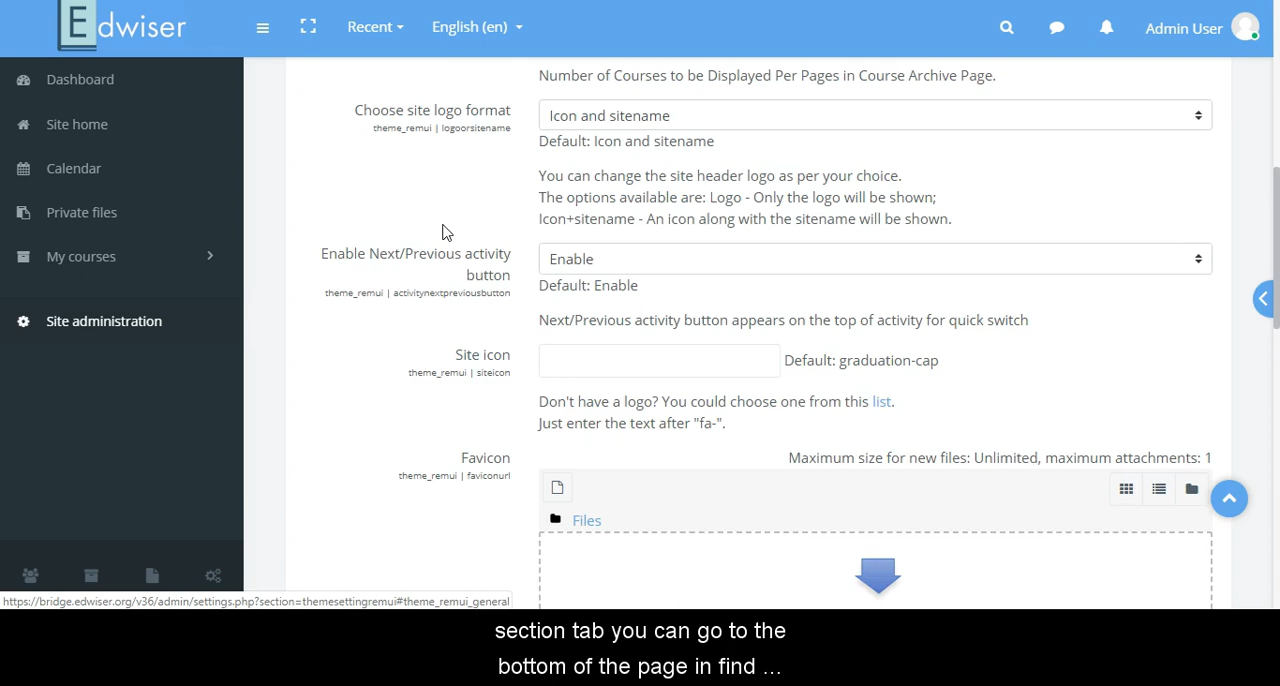 Edwiser
Recent
English (en)
Admin User
Dashboard
Site home
Calendar
Private files
My courses
Site administration
Number of Courses to be Displayed Per Pages in Course Archive Page.
Choose site logo format
theme_remui | logoorsitename
Icon and sitename
Default: Icon and sitename
You can change the site header logo as per your choice.
The options available are: Logo - Only the logo will be shown;
Icon+sitename - An icon along with the sitename will be shown.
Enable Next/Previous activity
button
theme_remui | activitynextpreviousbutton
Enable
Default: Enable
Next/Previous activity button appears on the top of activity for quick switch
Site icon
theme_remui | siteicon
Default: graduation-cap
Don't have a logo? You could choose one from this list.
Just enter the text after "fa-".
Favicon
theme_remui | faviconurl
Maximum size for new files: Unlimited, maximum attachments: 1
Files
https://bridge.edwiser.org/v36/admin/settings.php?section=themesettingremui#theme_remui_general
section tab you can go to the
bottom of the page in find ...